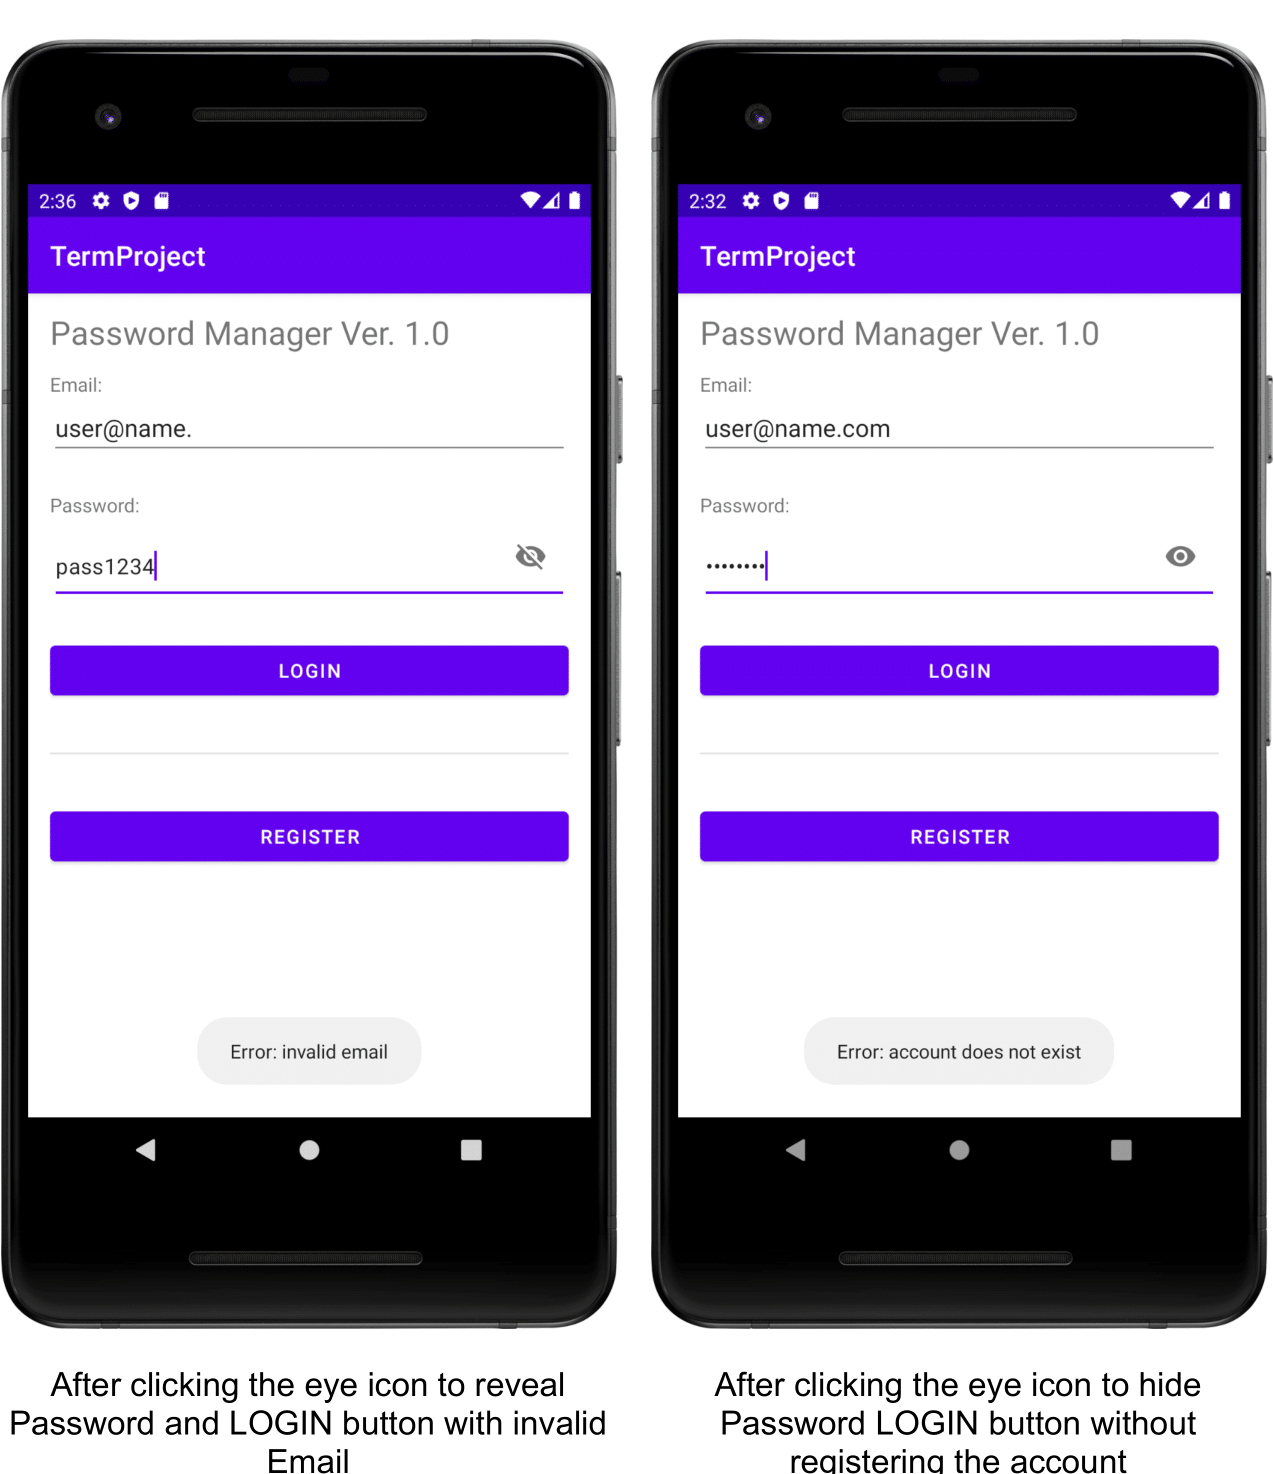 2:36
TermProject
Password Manager Ver. 1.0
Email:
user@name.
Password:
pass1234
LOGIN
REGISTER
Error: invalid email
After clicking the eye icon to reveal
Password and LOGIN button with invalid
Email
2:32
TermProject
Password Manager Ver. 1.0
Email:
user@name.com
Password:
••••••••
LOGIN
REGISTER
Error: account does not exist
After clicking the eye icon to hide
Password LOGIN button without
registering the account